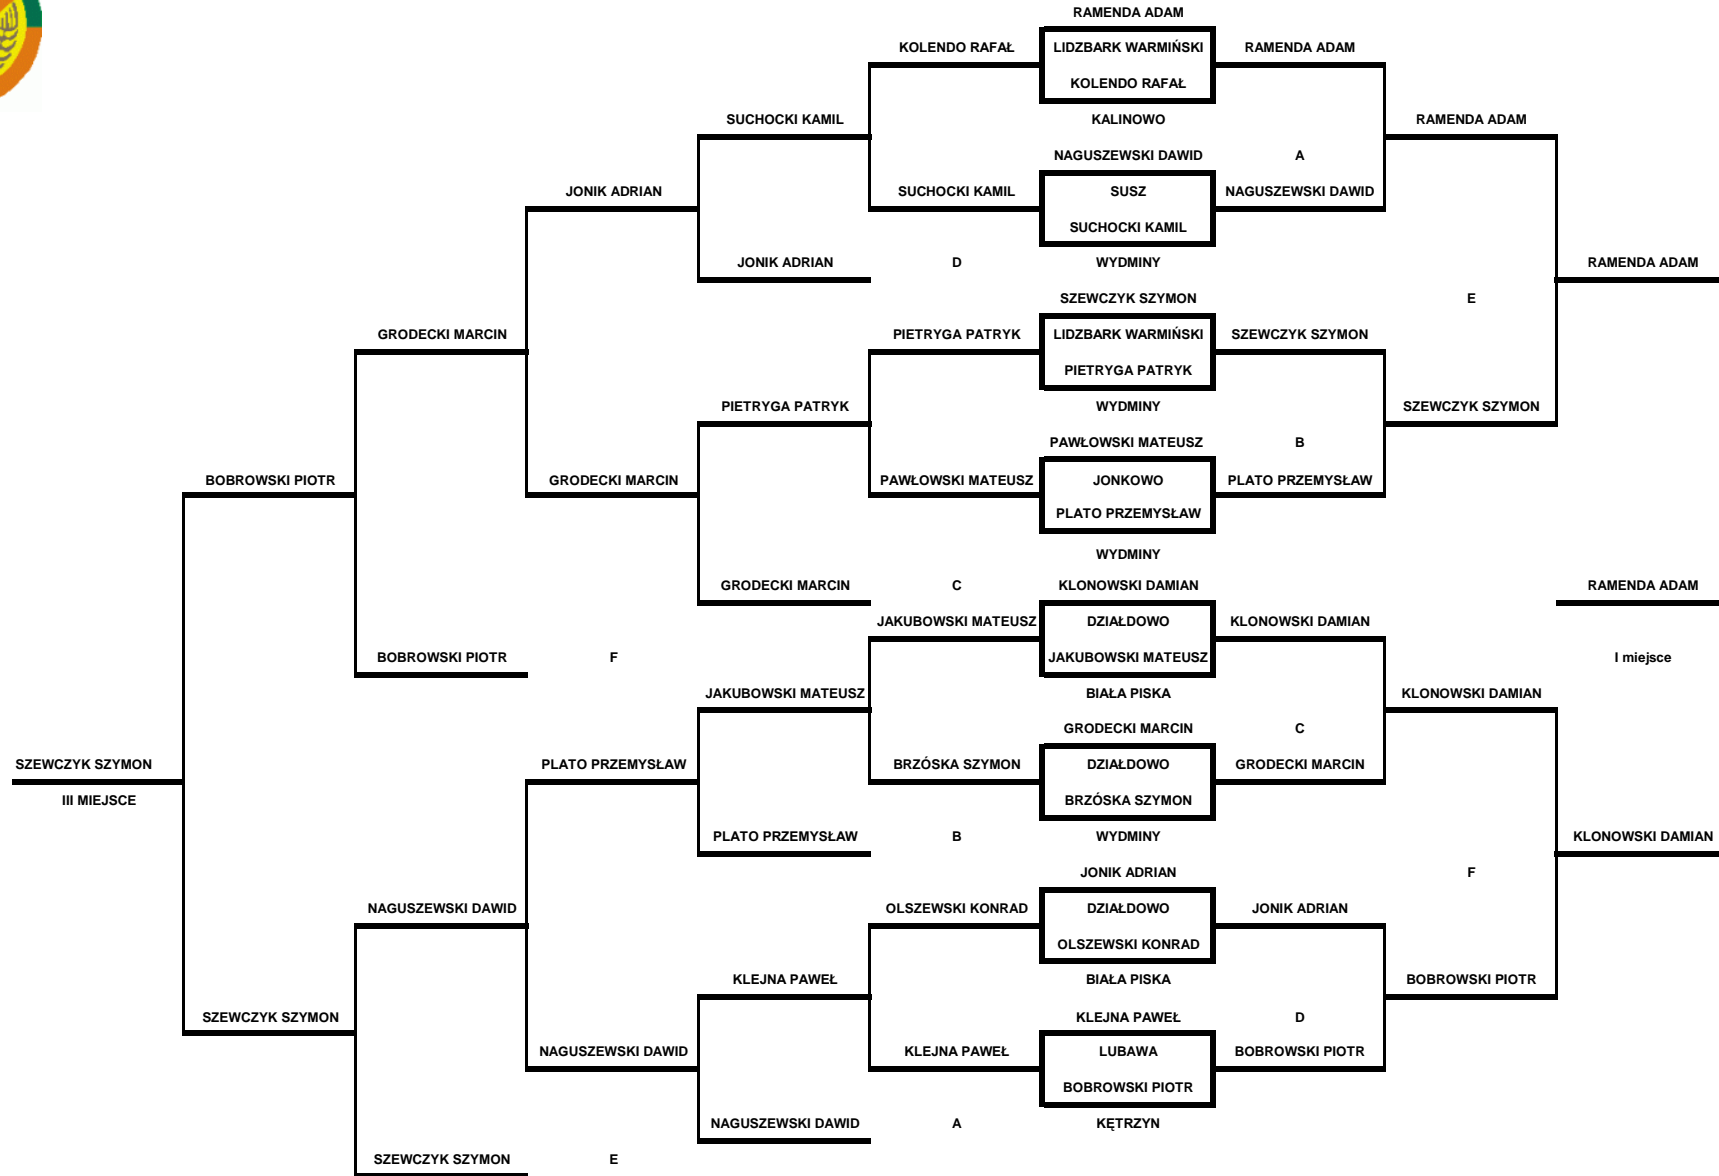 RAMENDA ADAM
KOLENDO RAFAŁ LIDZBARK WARMIŃSKI RAMENDA ADAM
KOLENDO RAFAŁ
SUCHOCKI KAMIL KALINOWO RAMENDA ADAM
NAGUSZEWSKI DAWID A
JONIK ADRIAN SUCHOCKI KAMIL SUSZ NAGUSZEWSKI DAWID
SUCHOCKI KAMIL
JONIK ADRIAN D WYDMINY RAMENDA ADAM
SZEWCZYK SZYMON E
GRODECKI MARCIN PIETRYGA PATRYK LIDZBARK WARMIŃSKI SZEWCZYK SZYMON
PIETRYGA PATRYK
PIETRYGA PATRYK WYDMINY SZEWCZYK SZYMON
PAWŁOWSKI MATEUSZ B
BOBROWSKI PIOTR GRODECKI MARCIN PAWŁOWSKI MATEUSZ JONKOWO PLATO PRZEMYSŁAW
PLATO PRZEMYSŁAW
WYDMINY
GRODECKI MARCIN C KLONOWSKI DAMIAN RAMENDA ADAM
JAKUBOWSKI MATEUSZ DZIAŁDOWO KLONOWSKI DAMIAN
BOBROWSKI PIOTR F JAKUBOWSKI MATEUSZ I miejsce
JAKUBOWSKI MATEUSZ BIAŁA PISKA KLONOWSKI DAMIAN
GRODECKI MARCIN C
SZEWCZYK SZYMON PLATO PRZEMYSŁAW BRZÓSKA SZYMON DZIAŁDOWO GRODECKI MARCIN
III MIEJSCE BRZÓSKA SZYMON
PLATO PRZEMYSŁAW B WYDMINY KLONOWSKI DAMIAN
JONIK ADRIAN F
NAGUSZEWSKI DAWID OLSZEWSKI KONRAD DZIAŁDOWO JONIK ADRIAN
OLSZEWSKI KONRAD
KLEJNA PAWEŁ BIAŁA PISKA BOBROWSKI PIOTR
SZEWCZYK SZYMON KLEJNA PAWEŁ D
NAGUSZEWSKI DAWID KLEJNA PAWEŁ LUBAWA BOBROWSKI PIOTR
BOBROWSKI PIOTR
NAGUSZEWSKI DAWID A KĘTRZYN
SZEWCZYK SZYMON E